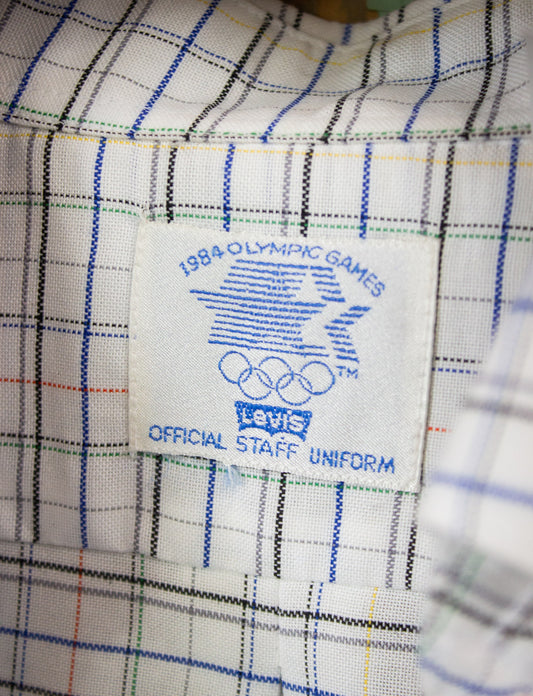 1984 OLYMPIC GAMES
TM
Levi's
OFFICIAL STAFF UNIFORM